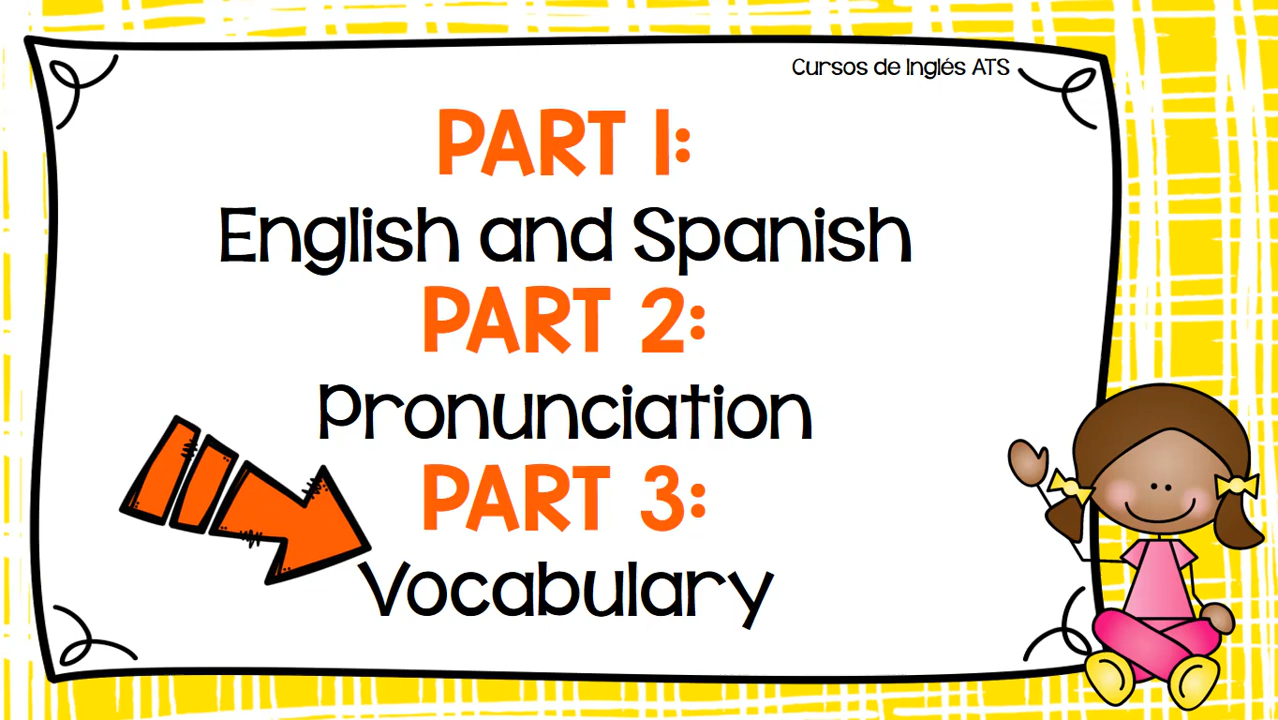 Cursos de Inglés ATS
PART 1:
English and Spanish
PART 2:
Pronunciation
PART 3:
Vocabulary